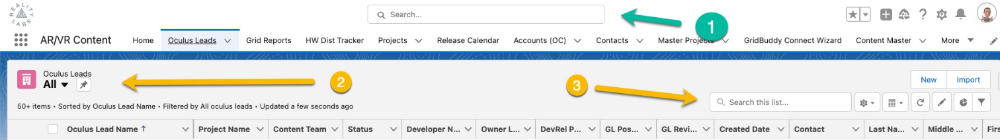 REALITY LABS
Search...
1
AR/VR Content Home Oculus Leads Grid Reports HW Dist Tracker Projects Release Calendar Accounts (OC) Contacts Master Projects GridBuddy Connect Wizard Content Master More
Oculus Leads
All
2
3
New Import
Search this list...
50+ items • Sorted by Oculus Lead Name • Filtered by All oculus leads • Updated a few seconds ago
Oculus Lead Name ↑ Project Name Content Team Status Developer N... Owner L... DevRel P... GL Pos... GL Revi... Created Date Contact Last Na... Middle ... Firs